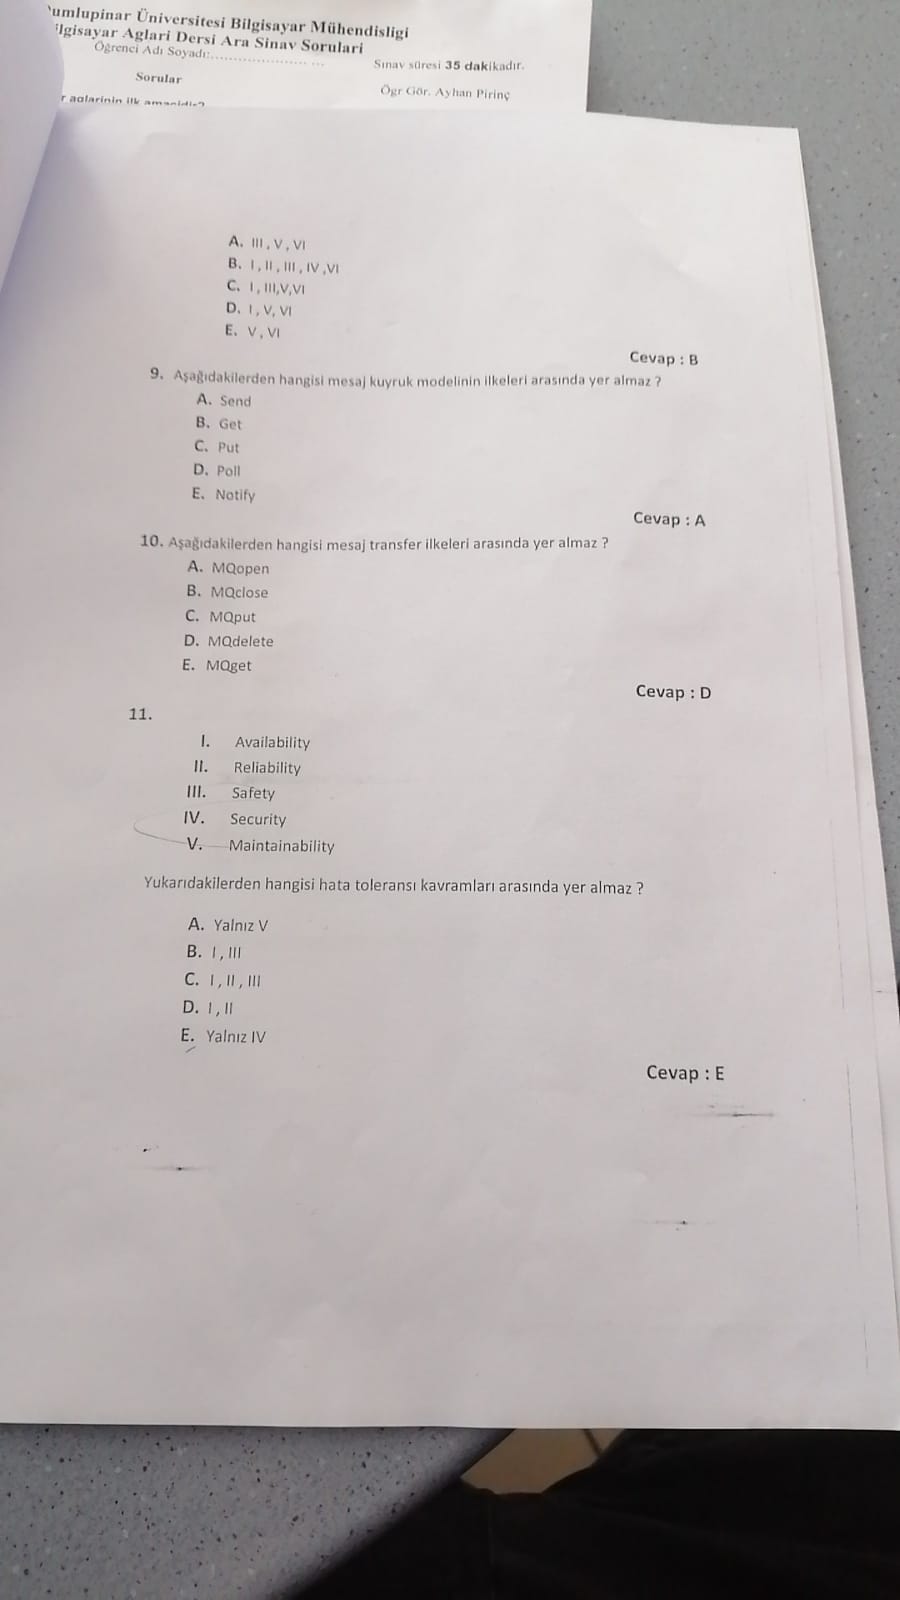 umlupinar Üniversitesi Bilgisayar Mühendisligi
ilgisayar Aglari Dersi Ara Sinav Sorulari
Öğrenci Adı Soyadı:........................ ...
Sınav süresi 35 dakikadır.
Sorular
Ögr Gör. Ayhan Pirinç
r aglarinin ilk
A. III , V , VI
B. I , II , III , IV ,VI
C. I , III,V,VI
D. I , V, VI
E. V , VI
Cevap : B
9. Aşağıdakilerden hangisi mesaj kuyruk modelinin ilkeleri arasında yer almaz ?
A. Send
B. Get
C. Put
D. Poll
E. Notify
Cevap : A
10. Aşağıdakilerden hangisi mesaj transfer ilkeleri arasında yer almaz ?
A. MQopen
B. MQclose
C. MQput
D. MQdelete
E. MQget
Cevap : D
11.
I. Availability
II. Reliability
III. Safety
IV. Security
V. Maintainability
Yukarıdakilerden hangisi hata toleransı kavramları arasında yer almaz ?
A. Yalnız V
B. I , III
C. I , II , III
D. I , II
E. Yalnız IV
Cevap : E